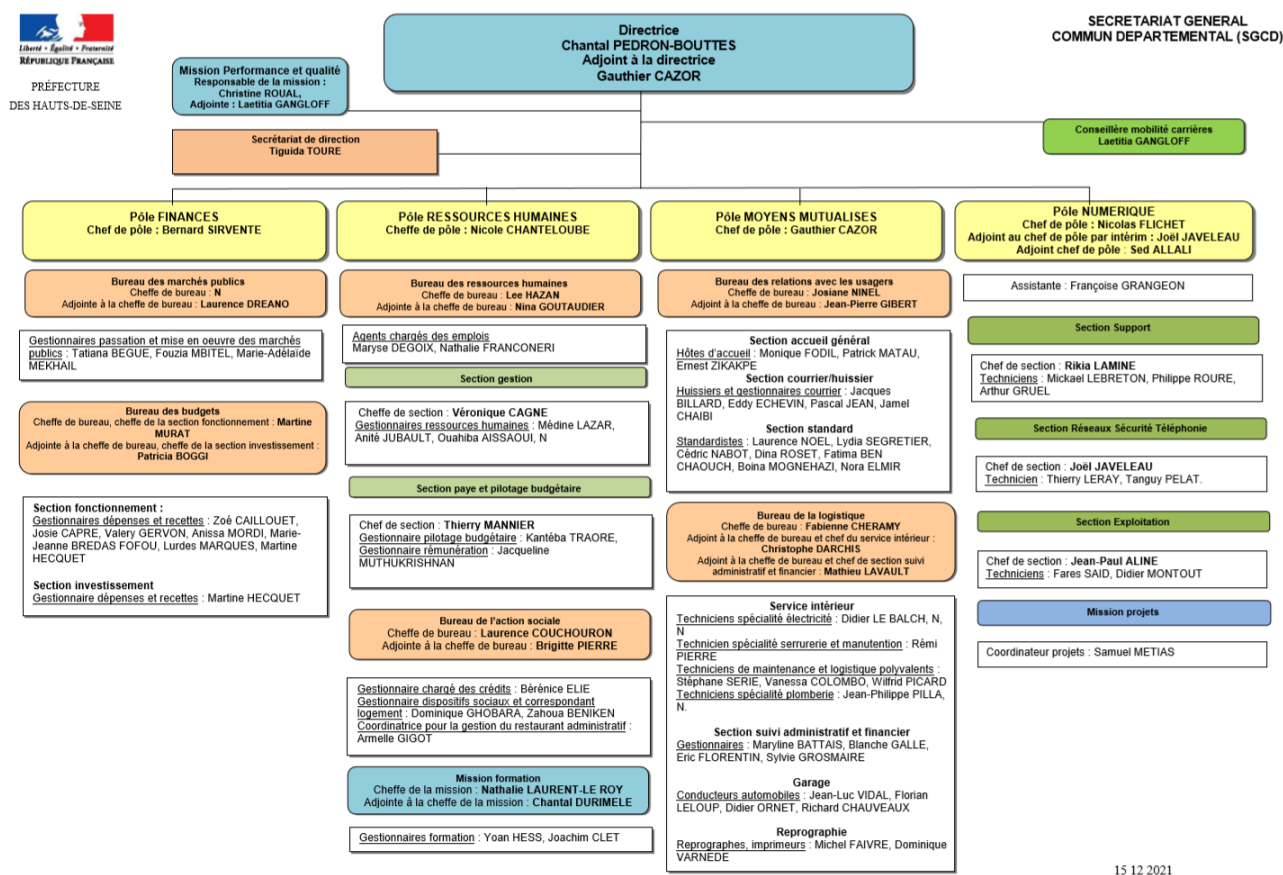 Liberté • Égalité • Fraternité
RÉPUBLIQUE FRANÇAISE
PRÉFECTURE
DES HAUTS-DE-SEINE
Directrice
Chantal PEDRON-BOUTTES
Adjoint à la directrice
Gauthier CAZOR
SECRETARIAT GENERAL
COMMUN DEPARTEMENTAL (SGCD)
Mission Performance et qualité
Responsable de la mission :
Christine ROUAL,
Adjointe : Laetitia GANGLOFF
Secrétariat de direction
Tiguida TOURE
Conseillère mobilité carrières
Laetitia GANGLOFF
Pôle FINANCES
Chef de pôle : Bernard SIRVENTE
Bureau des marchés publics
Cheffe de bureau : N
Adjointe à la cheffe de bureau : Laurence DREANO
Gestionnaires passation et mise en oeuvre des marchés
publics : Tatiana BEGUE, Fouzia MBITEL, Marie-Adélaïde
MEKHAIL
Bureau des budgets
Cheffe de bureau, cheffe de la section fonctionnement : Martine
MURAT
Adjointe à la cheffe de bureau, cheffe de la section investissement :
Patricia BOGGI
Section fonctionnement :
Gestionnaires dépenses et recettes : Zoé CAILLOUET,
Josie CAPRE, Valery GERVON, Anissa MORDI, Marie-
Jeanne BREDAS FOFOU, Lurdes MARQUES, Martine
HECQUET
Section investissement
Gestionnaire dépenses et recettes : Martine HECQUET
Pôle RESSOURCES HUMAINES
Cheffe de pôle : Nicole CHANTELOUBE
Bureau des ressources humaines
Cheffe de bureau : Lee HAZAN
Adjointe à la cheffe de bureau : Nina GOUTAUDIER
Agents chargés des emplois
Maryse DEGOIX, Nathalie FRANCONERI
Section gestion
Cheffe de section : Véronique CAGNE
Gestionnaires ressources humaines : Médine LAZAR,
Anité JUBAULT, Ouahiba AISSAOUI, N
Section paye et pilotage budgétaire
Chef de section : Thierry MANNIER
Gestionnaire pilotage budgétaire : Kantéba TRAORE,
Gestionnaire rémunération : Jacqueline
MUTHUKRISHNAN
Bureau de l'action sociale
Cheffe de bureau : Laurence COUCHOURON
Adjointe à la cheffe de bureau : Brigitte PIERRE
Gestionnaire chargé des crédits : Bérénice ELIE
Gestionnaire dispositifs sociaux et correspondant
logement : Dominique GHOBARA, Zahoua BENIKEN
Coordinatrice pour la gestion du restaurant administratif :
Armelle GIGOT
Mission formation
Cheffe de la mission : Nathalie LAURENT-LE ROY
Adjointe à la cheffe de la mission : Chantal DURIMELE
Gestionnaires formation : Yoan HESS, Joachim CLET
Pôle MOYENS MUTUALISES
Chef de pôle : Gauthier CAZOR
Bureau des relations avec les usagers
Cheffe de bureau : Josiane NINEL
Adjoint à la cheffe de bureau : Jean-Pierre GIBERT
Section accueil général
Hôtes d'accueil : Monique FODIL, Patrick MATAU,
Ernest ZIKAKPE
Section courrier/huissier
Huissiers et gestionnaires courrier : Jacques
BILLARD, Eddy ECHEVIN, Pascal JEAN, Jamel
CHAIBI
Section standard
Standardistes : Laurence NOEL, Lydia SEGRETIER,
Cédric NABOT, Dina ROSET, Fatima BEN
CHAOUCH, Boina MOGNEHAZI, Nora ELMIR
Bureau de la logistique
Cheffe de bureau : Fabienne CHERAMY
Adjoint à la cheffe de bureau et chef du service intérieur :
Christophe DARCHIS
Adjoint à la cheffe de bureau et chef de section suivi
administratif et financier : Mathieu LAVAULT
Service intérieur
Techniciens spécialité électricité : Didier LE BALCH, N,
N
Technicien spécialité serrurerie et manutention : Rémi
PIERRE
Techniciens de maintenance et logistique polyvalents :
Stéphane SERIE, Vanessa COLOMBO, Wilfrid PICARD
Techniciens spécialité plomberie : Jean-Philippe PILLA,
N.
Section suivi administratif et financier
Gestionnaires : Maryline BATTAIS, Blanche GALLE,
Eric FLORENTIN, Sylvie GROSMAIRE
Garage
Conducteurs automobiles : Jean-Luc VIDAL, Florian
LELOUP, Didier ORNET, Richard CHAUVEAUX
Reprographie
Reprographes, imprimeurs : Michel FAIVRE, Dominique
VARNEDE
Pôle NUMERIQUE
Chef de pôle : Nicolas FLICHET
Adjoint au chef de pôle par intérim : Joël JAVELEAU
Adjoint chef de pôle : Sed ALLALI
Assistante : Françoise GRANGEON
Section Support
Chef de section : Rikia LAMINE
Techniciens : Mickael LEBRETON, Philippe ROURE,
Arthur GRUEL
Section Réseaux Sécurité Téléphonie
Chef de section : Joël JAVELEAU
Technicien : Thierry LERAY, Tanguy PELAT.
Section Exploitation
Chef de section : Jean-Paul ALINE
Techniciens : Fares SAID, Didier MONTOUT
Mission projets
Coordinateur projets : Samuel METIAS
15 12 2021